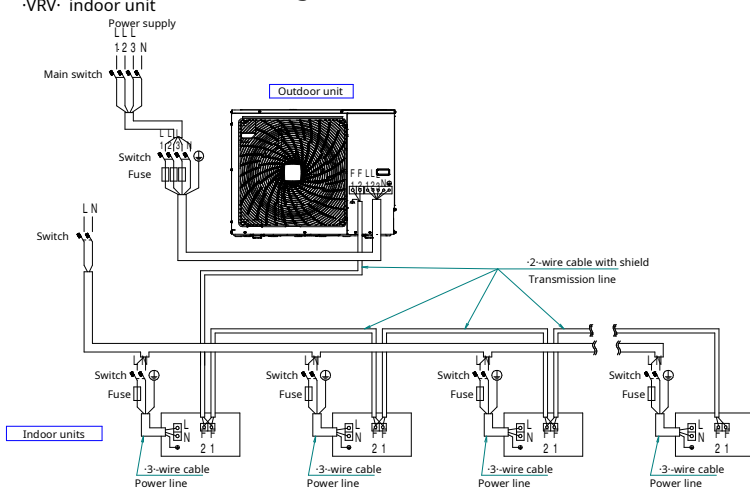 ·VRV· indoor unit
Power supply
L L L
1 2 3 N
Main switch
Outdoor unit
L L L
1 2 3 N
Switch
Fuse
F F L L L
1 2 1 2 3 N
L N
Switch
·2·-wire cable with shield
Transmission line
L N
L N
L N
L N
Switch
Switch
Switch
Switch
Fuse
Fuse
Fuse
Fuse
Indoor units
L
N
F F
2 1
L
N
F F
2 1
L
N
F F
2 1
L
N
F F
2 1
·3·-wire cable
Power line
·3·-wire cable
Power line
·3·-wire cable
Power line
·3·-wire cable
Power line